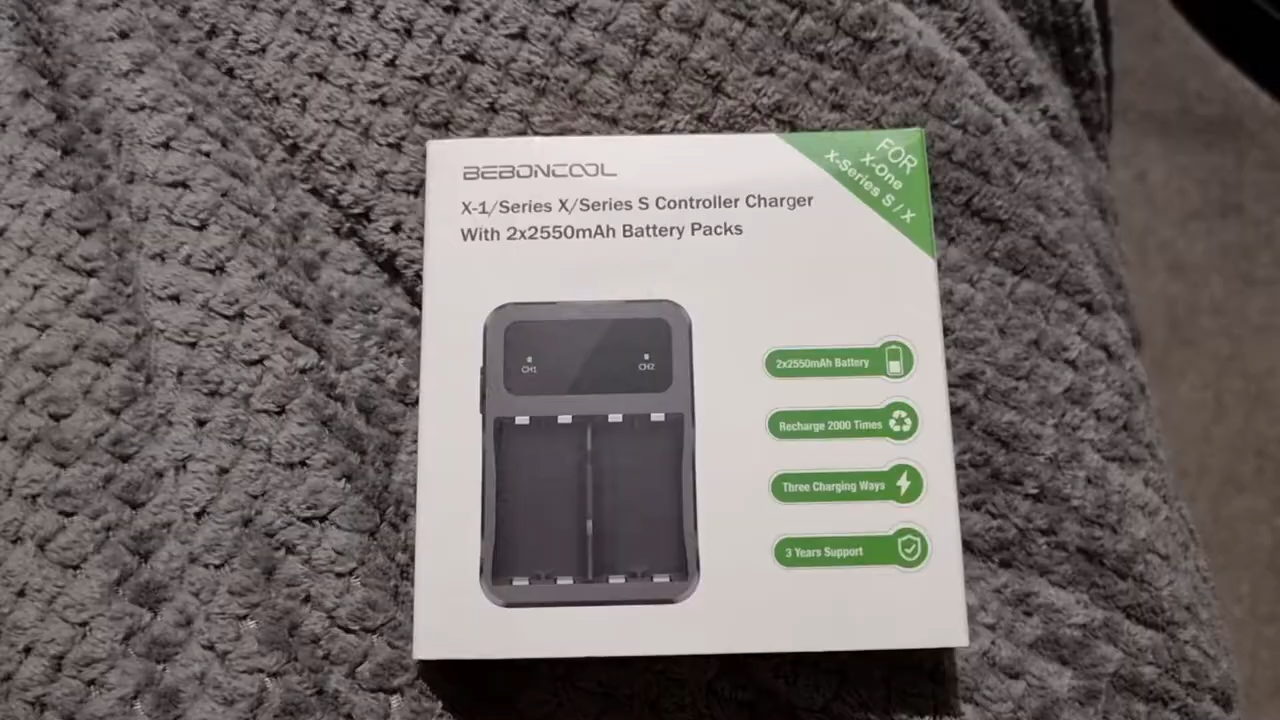 BEBONCOOL
X-1/Series X/Series S Controller Charger
With 2x2550mAh Battery Packs
FOR
X-One
X-Series S / X
CH1
CH2
2x2550mAh Battery
Recharge 2000 Times
Three Charging Ways
3 Years Support